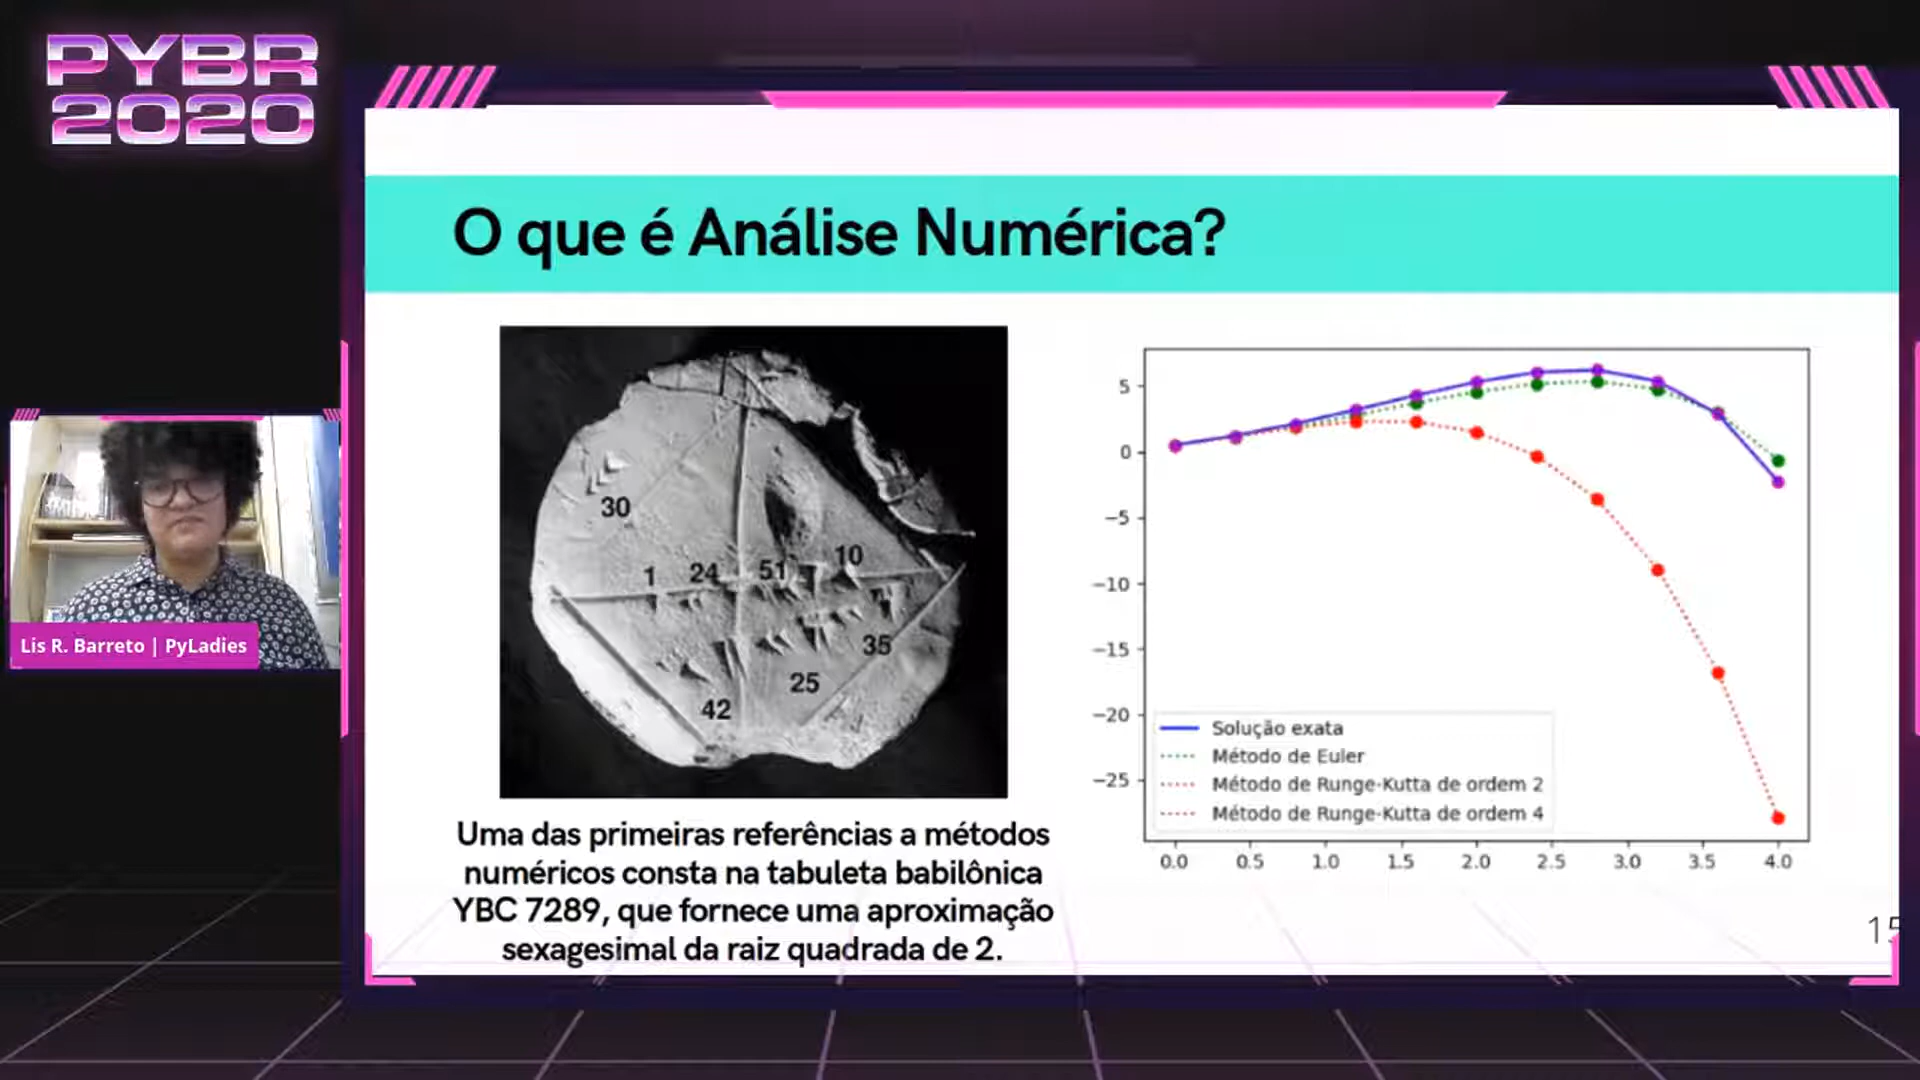 PYBR
2020
O que é Análise Numérica?
30
1 24 51 10
35
25
42
Uma das primeiras referências a métodos
numéricos consta na tabuleta babilônica
YBC 7289, que fornece uma aproximação
sexagesimal da raiz quadrada de 2.
5
0
−5
−10
−15
−20
−25
Solução exata
Método de Euler
Método de Runge-Kutta de ordem 2
Método de Runge-Kutta de ordem 4
0.0 0.5 1.0 1.5 2.0 2.5 3.0 3.5 4.0
15
Lis R. Barreto | PyLadies